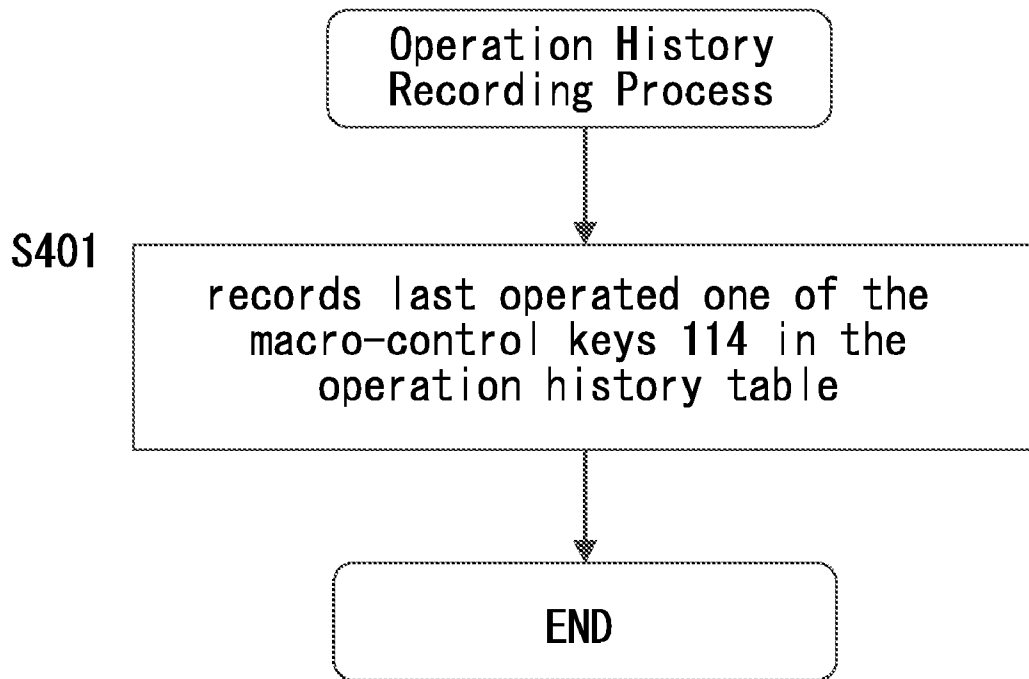 Operation History
Recording Process
S401
records last operated one of the
macro-control keys 114 in the
operation history table
END